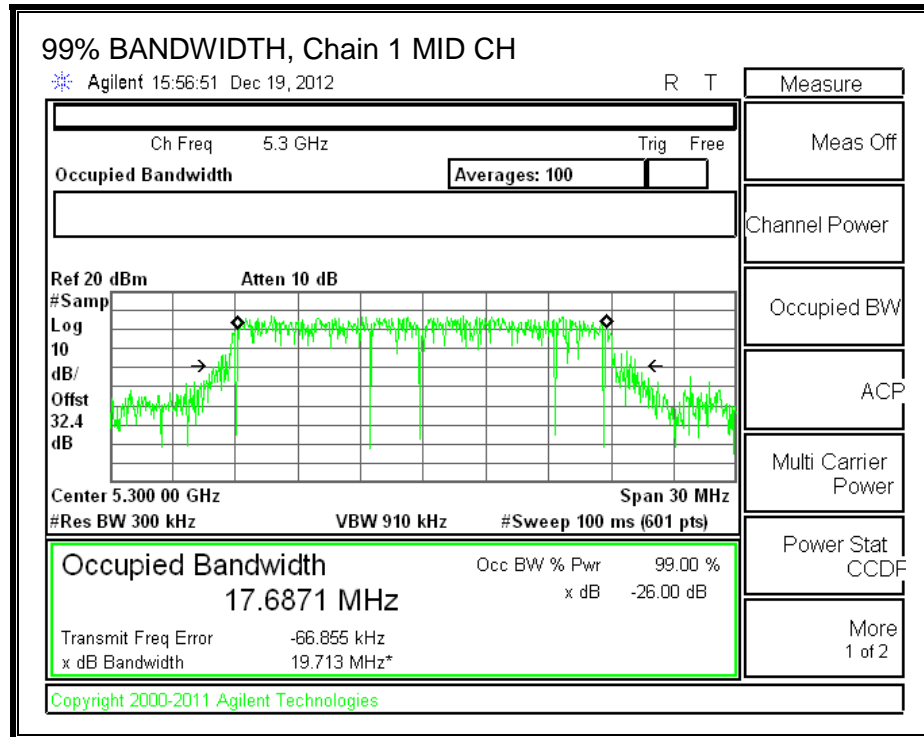 99% BANDWIDTH, Chain 1 MID CH
Agilent 15:56:51 Dec 19, 2012 R T
Measure
Ch Freq 5.3 GHz Trig Free
Meas Off
Occupied Bandwidth Averages: 100
Channel Power
Ref 20 dBm Atten 10 dB
#Samp
Log
10
dB/
Offst
32.4
dB
Occupied BW
ACP
Multi Carrier
Power
Center 5.300 00 GHz Span 30 MHz
#Res BW 300 kHz VBW 910 kHz #Sweep 100 ms (601 pts)
Power Stat
CCDF
Occupied Bandwidth Occ BW % Pwr 99.00 %
17.6871 MHz x dB -26.00 dB
Transmit Freq Error -66.855 kHz
x dB Bandwidth 19.713 MHz*
More
1 of 2
Copyright 2000-2011 Agilent Technologies